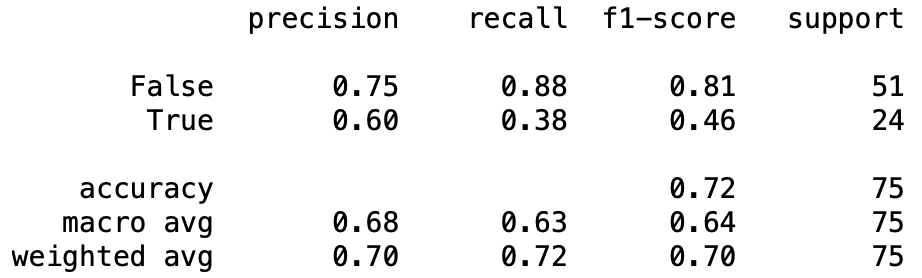 precision recall f1-score support
False 0.75 0.88 0.81 51
True 0.60 0.38 0.46 24
accuracy 0.72 75
macro avg 0.68 0.63 0.64 75
weighted avg 0.70 0.72 0.70 75